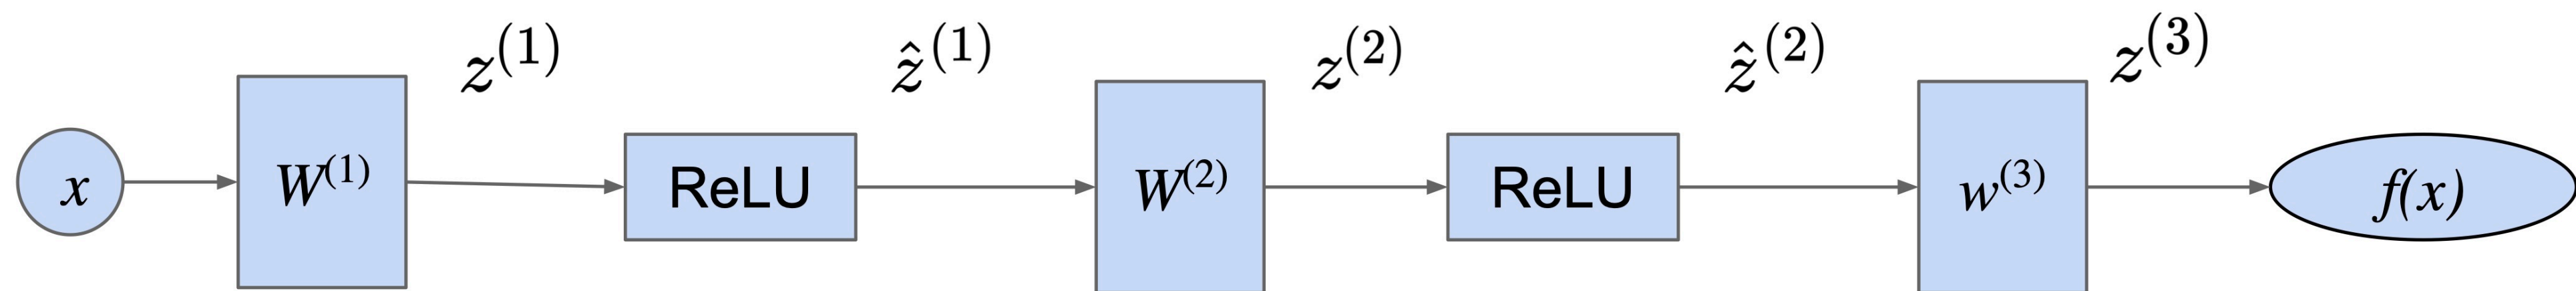 z^(1) ẑ^(1) z^(2) ẑ^(2) z^(3)
x W^(1) ReLU W^(2) ReLU w^(3) f(x)